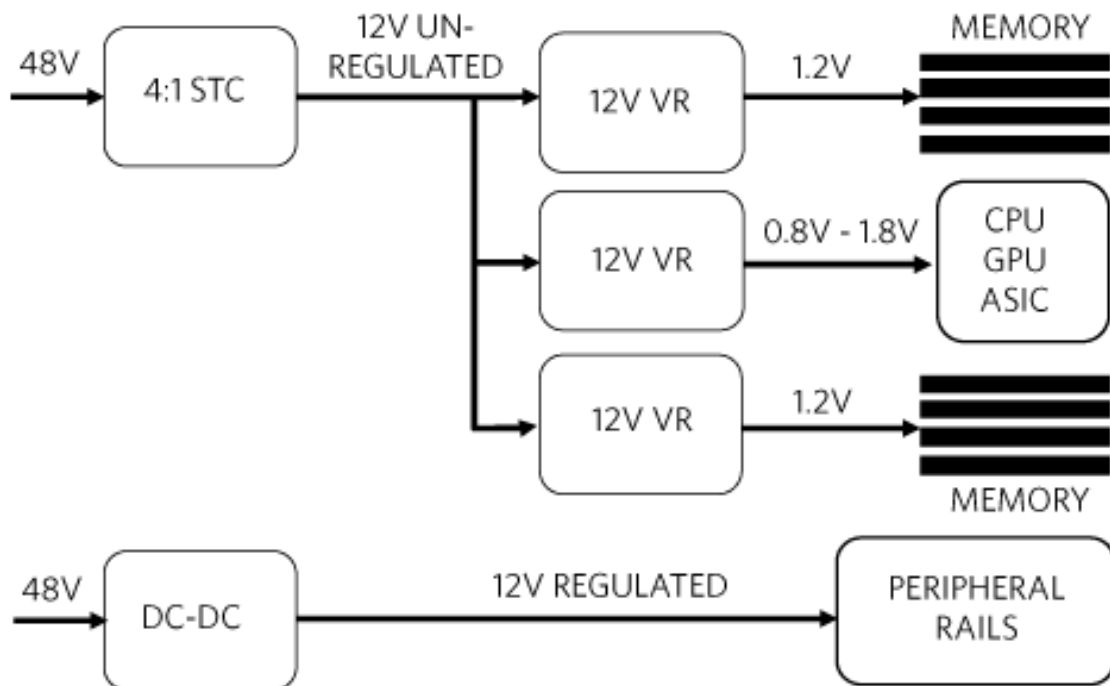 48V
4:1 STC
12V UN-
REGULATED
12V VR
1.2V
MEMORY
12V VR
0.8V - 1.8V
CPU
GPU
ASIC
12V VR
1.2V
MEMORY
48V
DC-DC
12V REGULATED
PERIPHERAL
RAILS